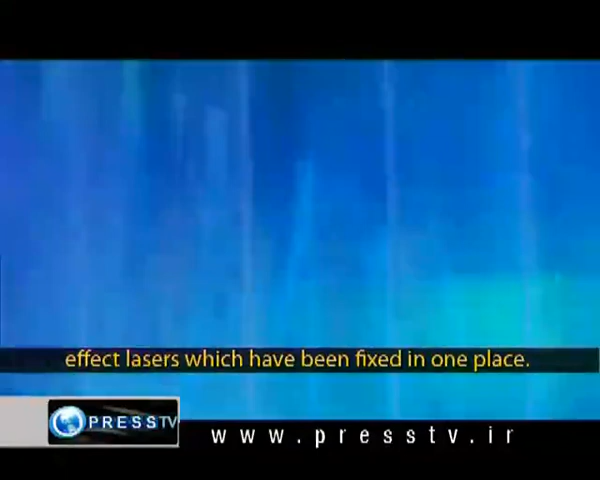 effect lasers which have been fixed in one place.
PRESSTV
www.presstv.ir